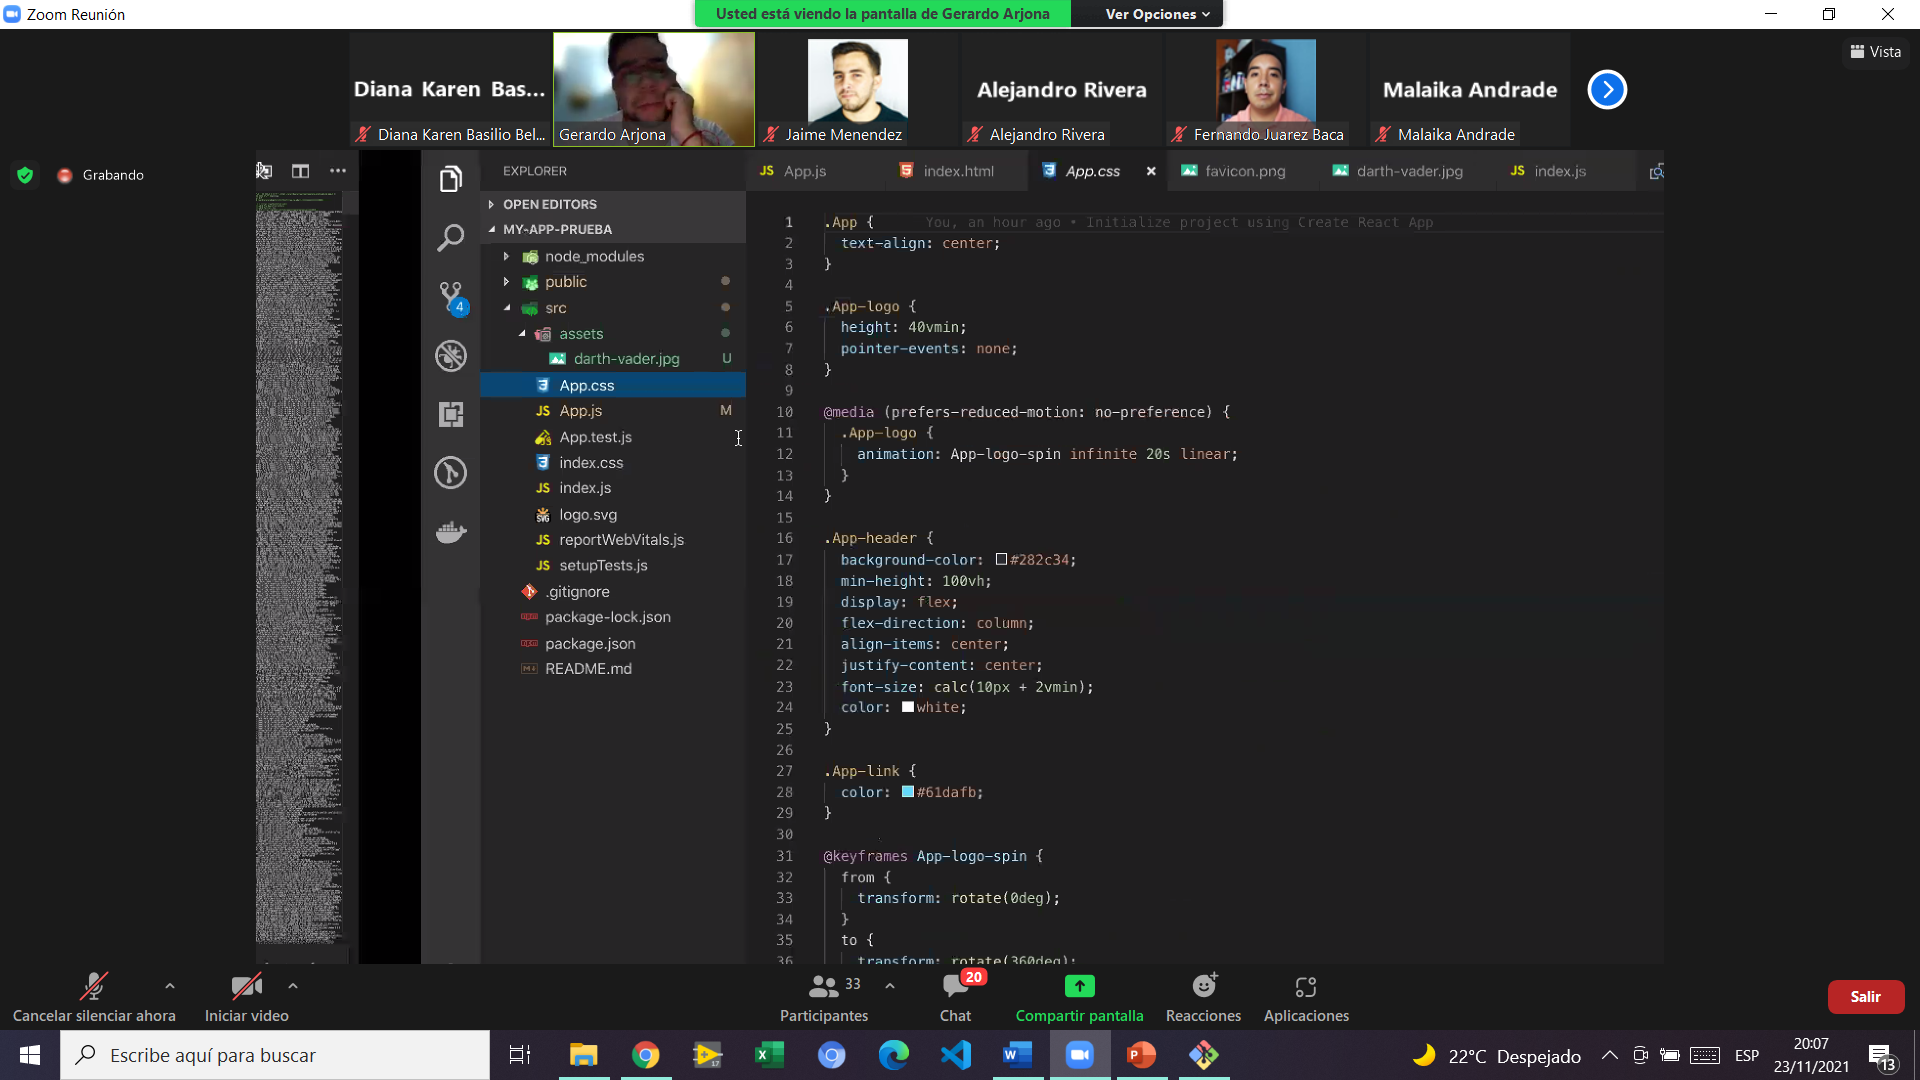 Zoom Reunión
Usted está viendo la pantalla de Gerardo Arjona
Ver Opciones
Vista
Diana Karen Bas...
Alejandro Rivera
Malaika Andrade
Diana Karen Basilio Bel...
Gerardo Arjona
Jaime Menendez
Alejandro Rivera
Fernando Juarez Baca
Malaika Andrade
Grabando
EXPLORER
OPEN EDITORS
MY-APP-PRUEBA
node_modules
public
src
assets
darth-vader.jpg U
App.css
App.js M
App.test.js
index.css
index.js
logo.svg
reportWebVitals.js
setupTests.js
.gitignore
package-lock.json
package.json
README.md
4
JS App.js
index.html
App.css
favicon.png
darth-vader.jpg
JS index.js
1 .App { You, an hour ago • Initialize project using Create React App
2 text-align: center;
3 }
4
5 .App-logo {
6 height: 40vmin;
7 pointer-events: none;
8 }
9
10 @media (prefers-reduced-motion: no-preference) {
11 .App-logo {
12 animation: App-logo-spin infinite 20s linear;
13 }
14 }
15
16 .App-header {
17 background-color: #282c34;
18 min-height: 100vh;
19 display: flex;
20 flex-direction: column;
21 align-items: center;
22 justify-content: center;
23 font-size: calc(10px + 2vmin);
24 color: white;
25 }
26
27 .App-link {
28 color: #61dafb;
29 }
30
31 @keyframes App-logo-spin {
32 from {
33 transform: rotate(0deg);
34 }
35 to {
36 transform: rotate(360deg);
Cancelar silenciar ahora
Iniciar video
33
Participantes
20
Chat
Compartir pantalla
Reacciones
Aplicaciones
Salir
Escribe aquí para buscar
22°C Despejado
ESP
20:07
23/11/2021
13